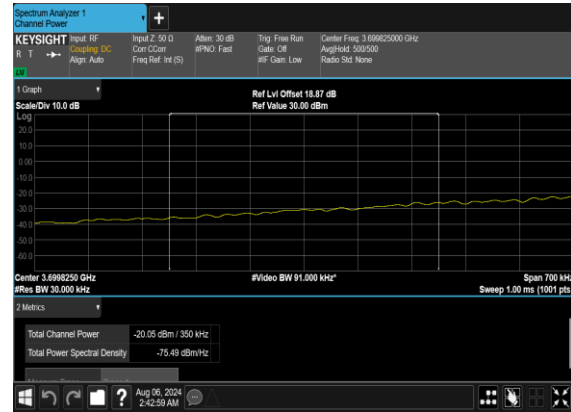 Spectrum Analyzer 1
Channel Power
+
KEYSIGHT
R T
LXI
Input: RF
Coupling: DC
Align: Auto
Input Z: 50 Ω
Corr CCorr
Freq Ref: Int (S)
Atten: 30 dB
#PNO: Fast
Trig: Free Run
Gate: Off
#IF Gain: Low
Center Freq: 3.699825000 GHz
Avg|Hold: 500/500
Radio Std: None
1 Graph
Scale/Div 10.0 dB
Ref Lvl Offset 18.87 dB
Ref Value 30.00 dBm
Log
20.0
10.0
0.00
-10.0
-20.0
-30.0
-40.0
-50.0
-60.0
Center 3.6998250 GHz
#Res BW 30.000 kHz
#Video BW 91.000 kHz*
Span 700 kHz
Sweep 1.00 ms (1001 pts
2 Metrics
Total Channel Power -20.05 dBm / 350 kHz
Total Power Spectral Density -75.49 dBm/Hz
?
Aug 06, 2024
2:42:59 AM